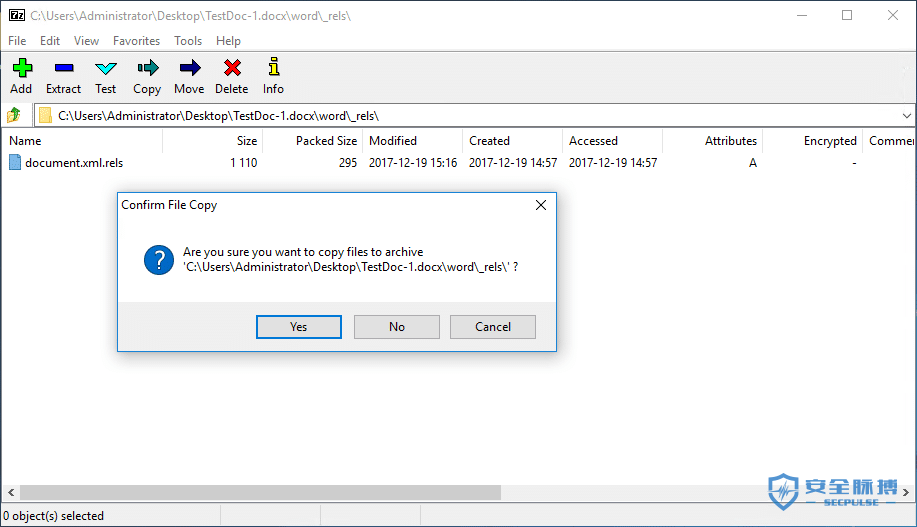 7z C:\Users\Administrator\Desktop\TestDoc-1.docx\word\_rels\
File Edit View Favorites Tools Help
Add Extract Test Copy Move Delete Info
C:\Users\Administrator\Desktop\TestDoc-1.docx\word\_rels\
Name Size Packed Size Modified Created Accessed Attributes Encrypted Commer
document.xml.rels 1 110 295 2017-12-19 15:16 2017-12-19 14:57 2017-12-19 14:57 A -
Confirm File Copy
Are you sure you want to copy files to archive
'C:\Users\Administrator\Desktop\TestDoc-1.docx\word\_rels\' ?
Yes No Cancel
安全脉搏
SECPULSE
0 object(s) selected